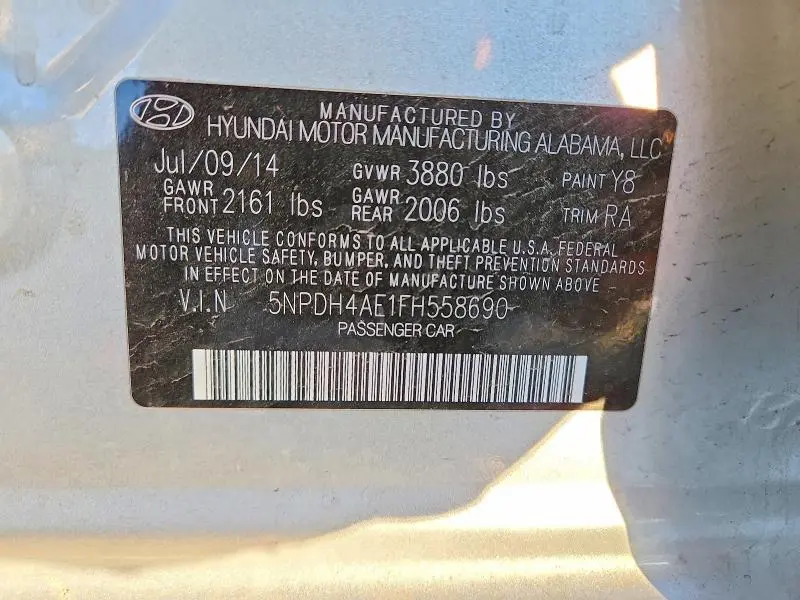 MANUFACTURED BY
HYUNDAI MOTOR MANUFACTURING ALABAMA, LLC
Jul/09/14 GVWR 3880 lbs PAINT Y8
GAWR FRONT 2161 lbs GAWR REAR 2006 lbs TRIM RA
THIS VEHICLE CONFORMS TO ALL APPLICABLE U.S.A. FEDERAL
MOTOR VEHICLE SAFETY, BUMPER, AND THEFT PREVENTION STANDARDS
IN EFFECT ON THE DATE OF MANUFACTURE SHOWN ABOVE
V.I.N 5NPDH4AE1FH558690
PASSENGER CAR